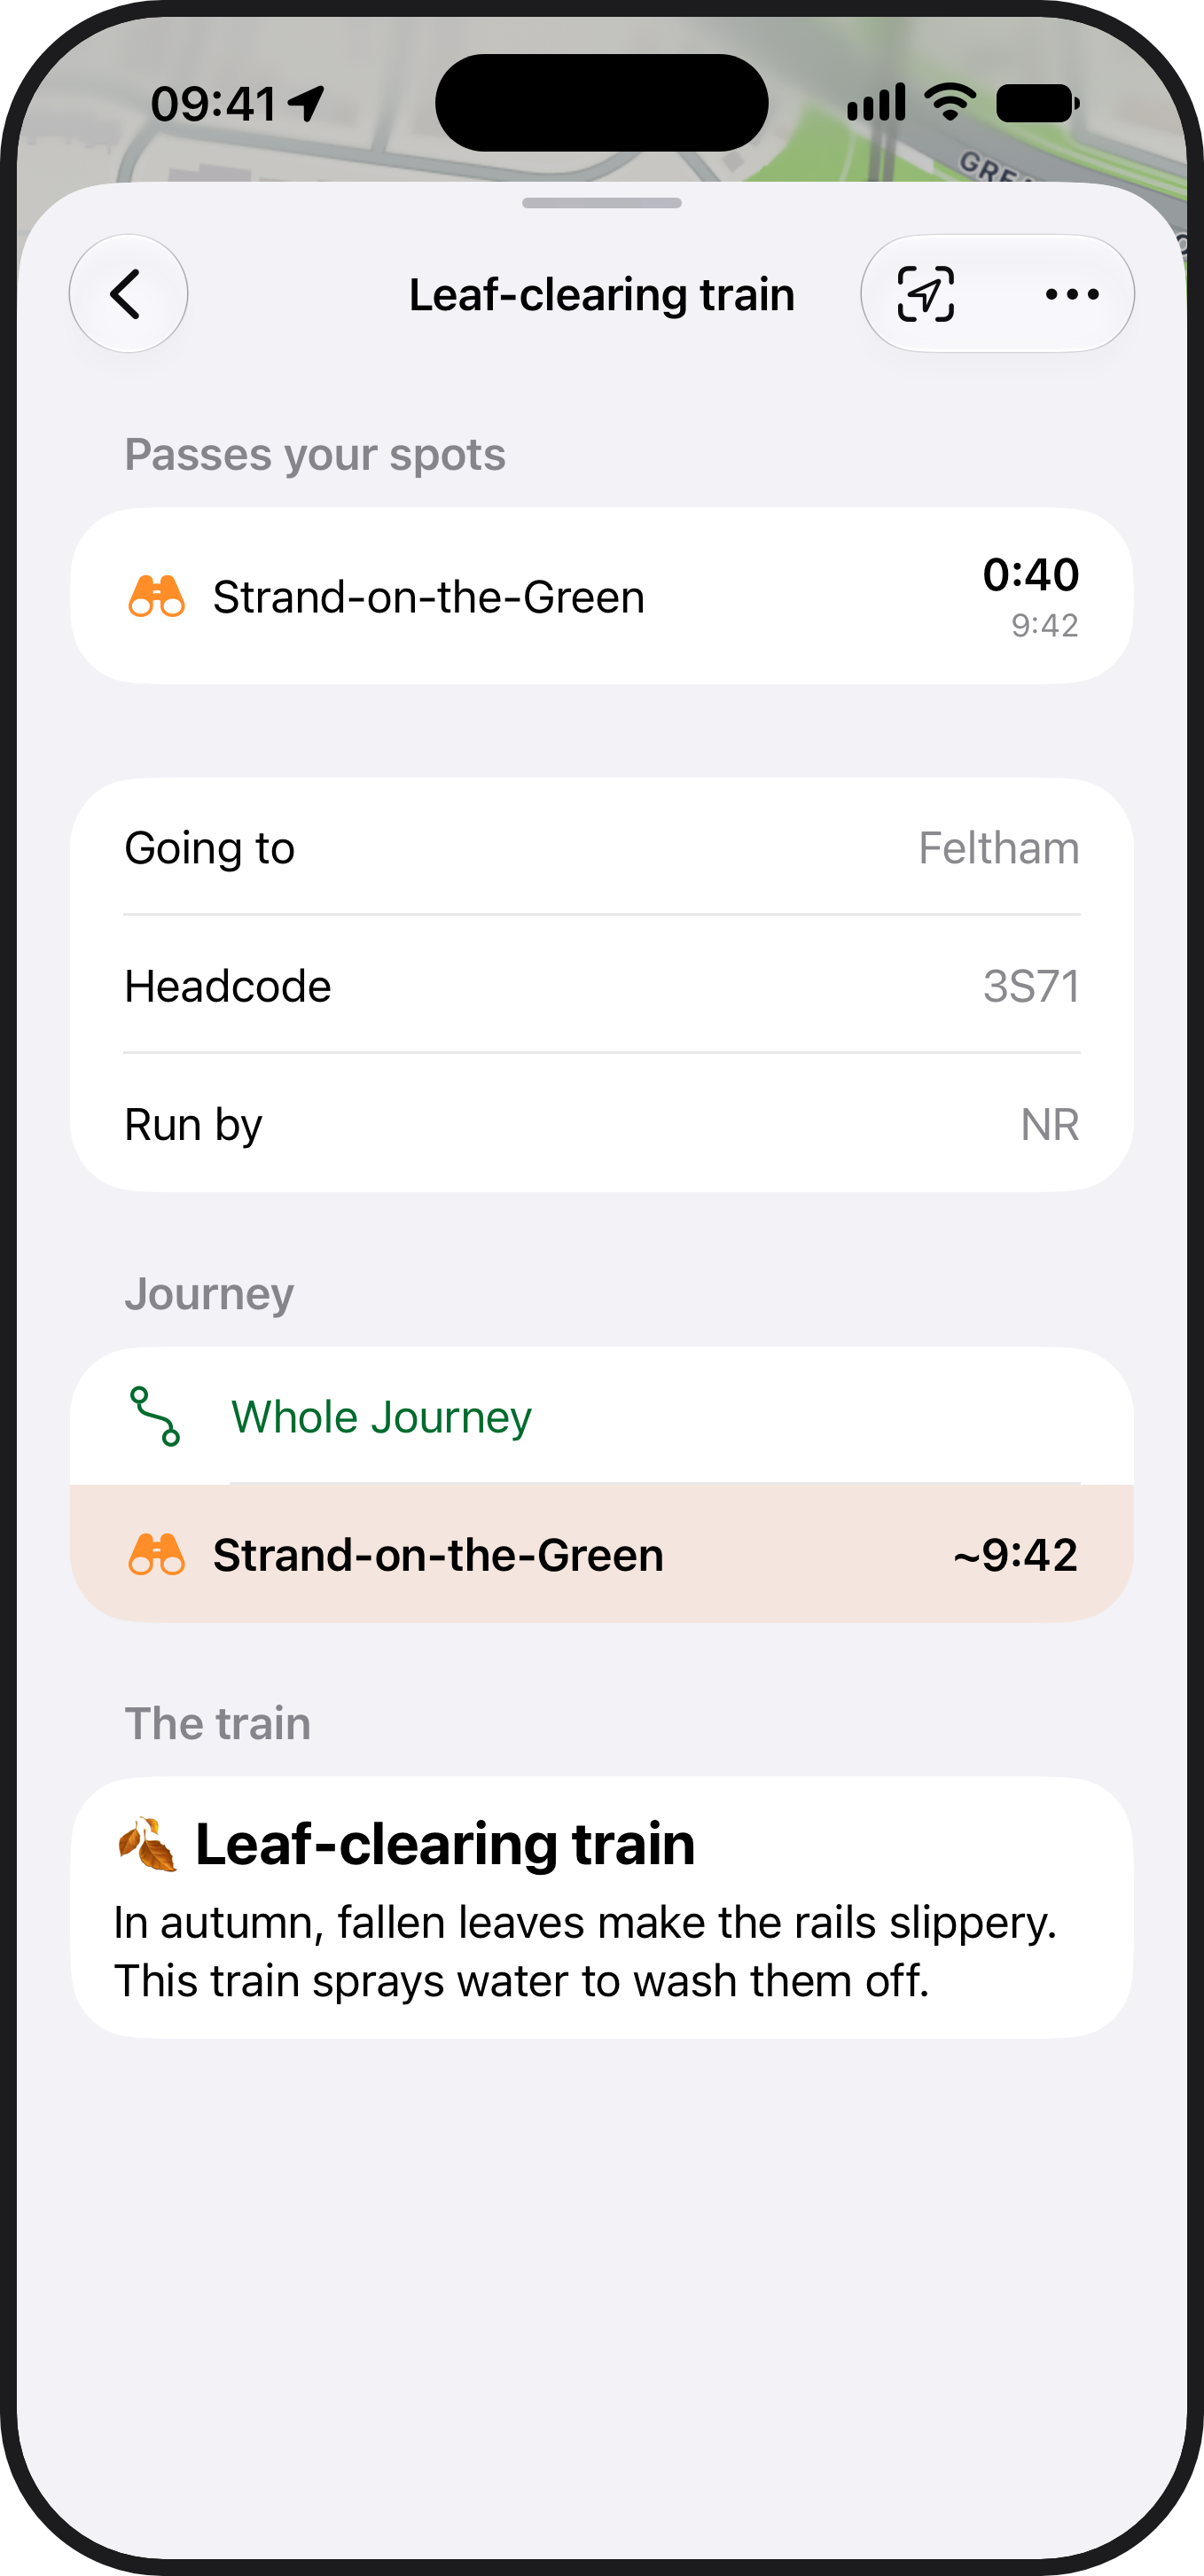 09:41
Leaf-clearing train
Passes your spots
Strand-on-the-Green
0:40
9:42
Going to
Feltham
Headcode
3S71
Run by
NR
Journey
Whole Journey
Strand-on-the-Green
~9:42
The train
Leaf-clearing train
In autumn, fallen leaves make the rails slippery.
This train sprays water to wash them off.